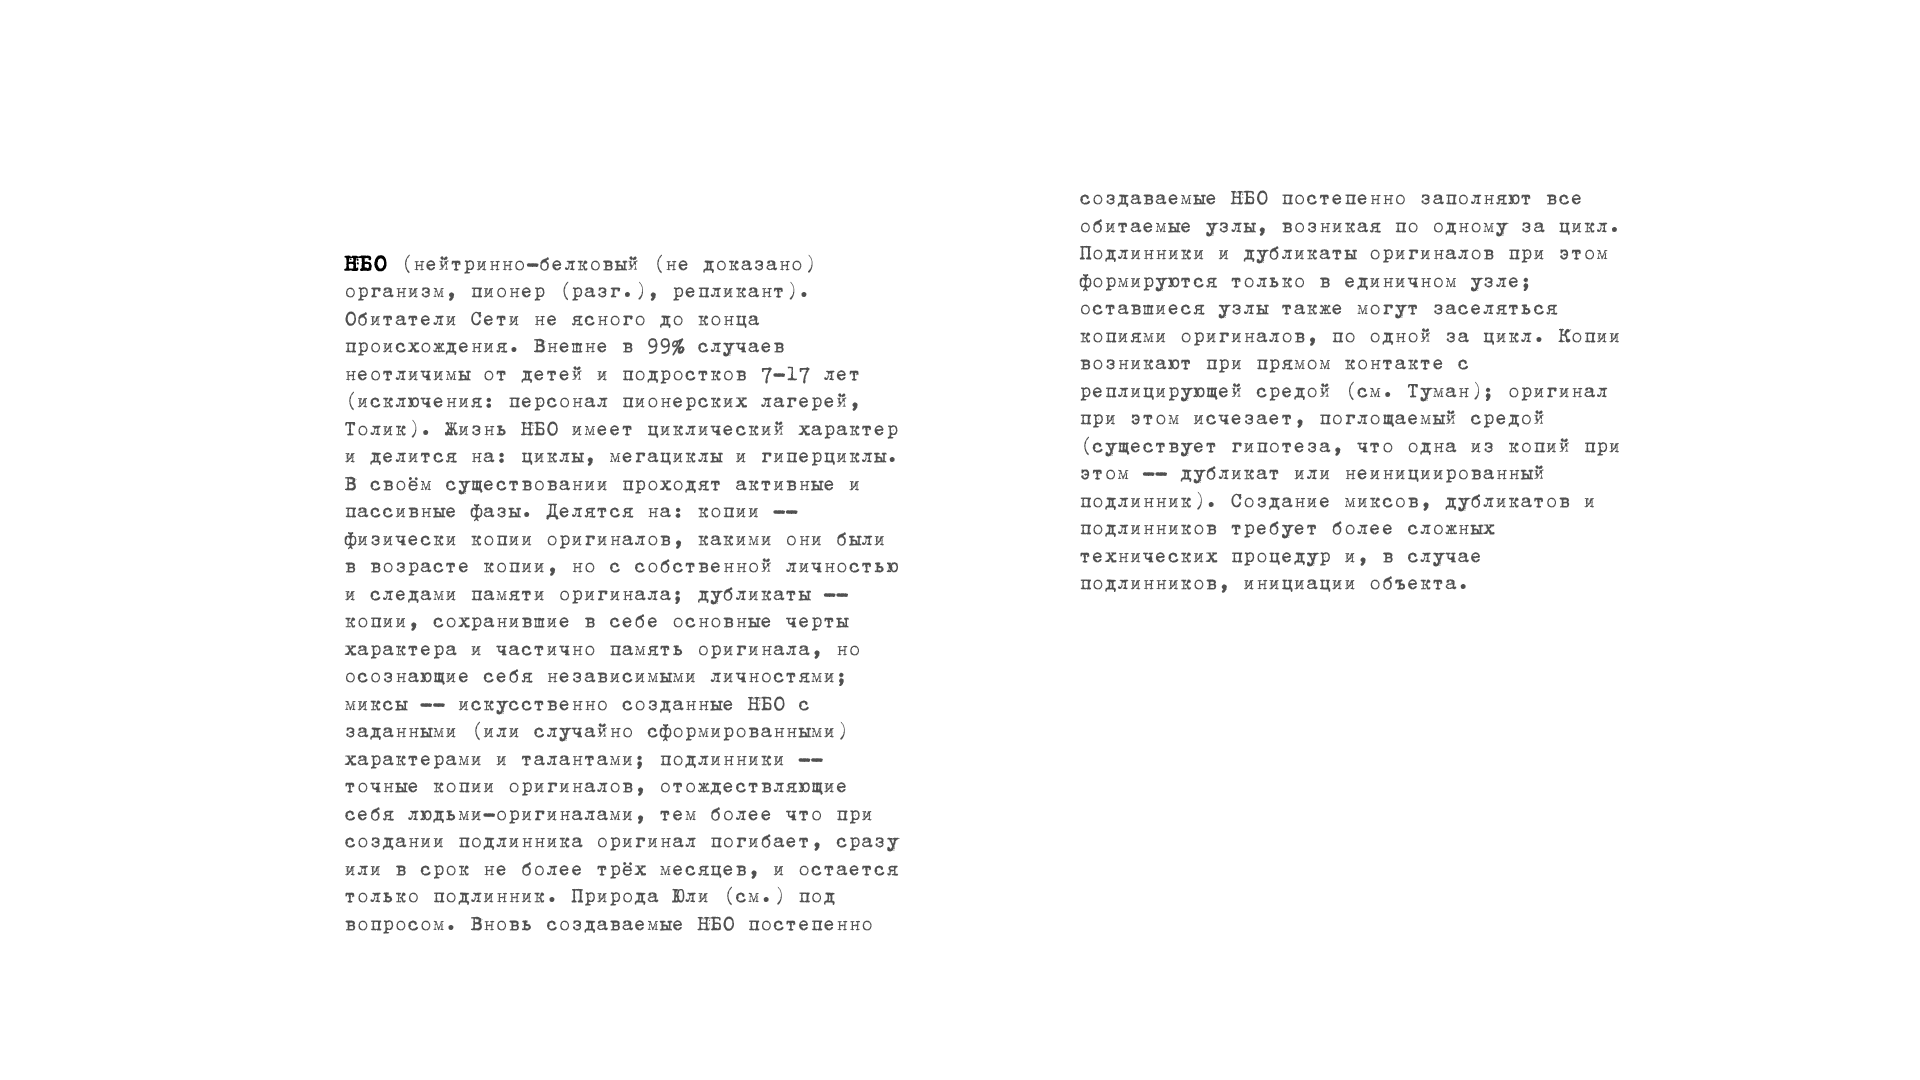 НБО (нейтринно-белковый (не доказано)
организм, пионер (разг.), репликант).
Обитатели Сети не ясного до конца
происхождения. Внешне в 99% случаев
неотличимы от детей и подростков 7-17 лет
(исключения: персонал пионерских лагерей,
Толик). Жизнь НБО имеет циклический характер
и делится на: циклы, мегациклы и гиперциклы.
В своём существовании проходят активные и
пассивные фазы. Делятся на: копии --
физически копии оригиналов, какими они были
в возрасте копии, но с собственной личностью
и следами памяти оригинала; дубликаты --
копии, сохранившие в себе основные черты
характера и частично память оригинала, но
осознающие себя независимыми личностями;
миксы -- искусственно созданные НБО с
заданными (или случайно сформированными)
характерами и талантами; подлинники --
точные копии оригиналов, отождествляющие
себя людьми-оригиналами, тем более что при
создании подлинника оригинал погибает, сразу
или в срок не более трёх месяцев, и остается
только подлинник. Природа Юли (см.) под
вопросом. Вновь создаваемые НБО постепенно
создаваемые НБО постепенно заполняют все
обитаемые узлы, возникая по одному за цикл.
Подлинники и дубликаты оригиналов при этом
формируются только в единичном узле;
оставшиеся узлы также могут заселяться
копиями оригиналов, по одной за цикл. Копии
возникают при прямом контакте с
реплицирующей средой (см. Туман); оригинал
при этом исчезает, поглощаемый средой
(существует гипотеза, что одна из копий при
этом -- дубликат или неинициированный
подлинник). Создание миксов, дубликатов и
подлинников требует более сложных
технических процедур и, в случае
подлинников, инициации объекта.